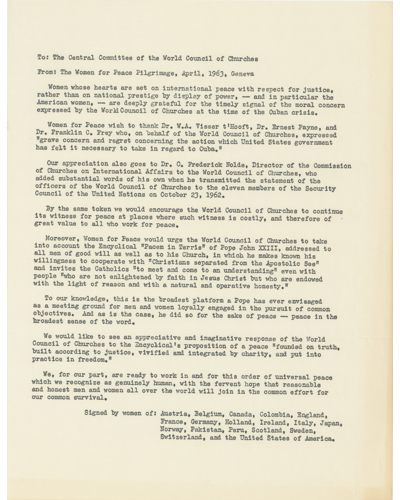 To: The Central Committee of the World Council of Churches
From: The Women for Peace Pilgrimage, April, 1963, Geneva
Women whose hearts are set on international peace with respect for justice,
rather than on national prestige by display of power, -- and in particular the
American women, -- are deeply grateful for the timely signal of the moral concern
expressed by the World Council of Churches at the time of the Cuban crisis.
Women for Peace wish to thank Dr. W.A. Visser t'Hooft, Dr. Ernest Payne, and
Dr. Franklin C. Frey who, on behalf of the World Council of Churches, expressed
"grave concern and regret concerning the action which United States government
has felt it necessary to take in regard to Cuba."
Our appreciation also goes to Dr. C. Frederick Nolde, Director of the Commission
of Churches on International Affairs to the World Council of Churches, who
added substantial words of his own when he transmitted the statement of the
officers of the World Council of Churches to the eleven members of the Security
Council of the United Nations on October 23, 1962.
By the same token we would encourage the World Council of Churches to continue
its witness for peace at places where such witness is costly, and therefore of
great value to all who work for peace.
Moreover, Women for Peace would urge the World Council of Churches to take
into account the Encyclical "Pacem in Terris" of Pope John XXIII, addressed to
all men of good will as well as to his Church, in which he makes known his
willingness to cooperate with "Christians separated from the Apostolic See"
and invites the Catholics "to meet and come to an understanding" even with
people "who are not enlightened by faith in Jesus Christ but who are endowed
with the light of reason and with a natural and operative honesty."
To our knowledge, this is the broadest platform a Pope has ever envisaged
as a meeting ground for men and women loyally engaged in the pursuit of common
objectives. And as is the case, he did so for the sake of peace -- peace in the
broadest sense of the word.
We would like to see an appreciative and imaginative response of the World
Council of Churches to the Encyclical's proposition of a peace "founded on truth,
built according to justice, vivified and integrated by charity, and put into
practice in freedom."
We, for our part, are ready to work in and for this order of universal peace
which we recognize as genuinely human, with the fervent hope that reasonable
and honest men and women all over the world will join in the common effort for
our common survival.
Signed by women of: Austria, Belgium, Canada, Colombia, England,
France, Germany, Holland, Ireland, Italy, Japan,
Norway, Pakistan, Peru, Scotland, Sweden,
Switzerland, and the United States of America.